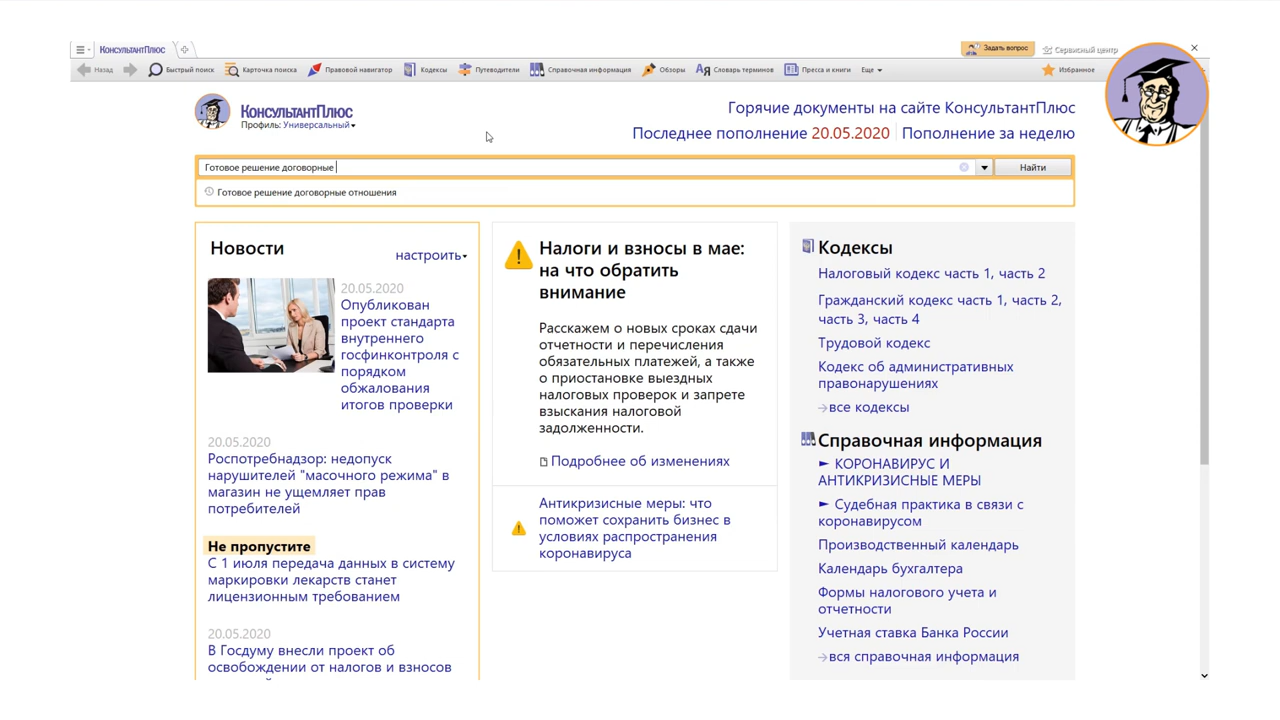 КонсультантПлюс
Задать вопрос
Сервисный центр
Назад
Быстрый поиск
Карточка поиска
Правовой навигатор
Кодексы
Путеводители
Справочная информация
Обзоры
Словарь терминов
Пресса и книги
Еще
Избранное
КонсультантПлюс
Профиль: Универсальный
Горячие документы на сайте КонсультантПлюс
Последнее пополнение 20.05.2020 Пополнение за неделю
Готовое решение договорные
Найти
Готовое решение договорные отношения
Новости
настроить
20.05.2020
Опубликован
проект стандарта
внутреннего
госфинконтроля с
порядком
обжалования
итогов проверки
20.05.2020
Роспотребнадзор: недопуск
нарушителей "масочного режима" в
магазин не ущемляет прав
потребителей
Не пропустите
С 1 июля передача данных в систему
маркировки лекарств станет
лицензионным требованием
20.05.2020
В Госдуму внесли проект об
освобождении от налогов и взносов
Налоги и взносы в мае:
на что обратить
внимание
Расскажем о новых сроках сдачи
отчетности и перечисления
обязательных платежей, а также
о приостановке выездных
налоговых проверок и запрете
взыскания налоговой
задолженности.
Подробнее об изменениях
Антикризисные меры: что
поможет сохранить бизнес в
условиях распространения
коронавируса
Кодексы
Налоговый кодекс часть 1, часть 2
Гражданский кодекс часть 1, часть 2,
часть 3, часть 4
Трудовой кодекс
Кодекс об административных
правонарушениях
все кодексы
Справочная информация
► КОРОНАВИРУС И
АНТИКРИЗИСНЫЕ МЕРЫ
► Судебная практика в связи с
коронавирусом
Производственный календарь
Календарь бухгалтера
Формы налогового учета и
отчетности
Учетная ставка Банка России
вся справочная информация